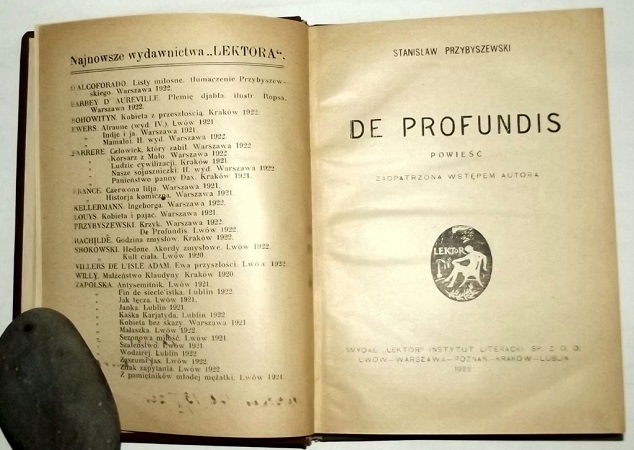 Najnowsze wydawnictwa „LEKTORA“.
D'ALCOFORADO. Listy miłosne, tłumaczenie Przybyszew-
skiego. Warszawa 1922.
BARBEY D' AUREVILLE. Plemię djabła, ilustr. Ropsa.
Warszawa 1922.
BOHOWITYN. Kobieta z przeszłością. Kraków 1922.
EWERS. Alraune (wyd. IV.) Lwów 1921
" Indje i ja. Warszawa 1921.
" Mamaloi. II. wyd. Warszawa 1922.
FARRERE. Człowiek, który zabił. Warszawa 1922
" Korsarz z Malo. Warszawa 1922.
" Ludzie cywilizacji. Kraków 1921.
" Nasze sojuszniczki. II. wyd. Warszawa 1922
" Panieństwo panny Dax. Kraków 1921.
FRANCE. Czerwona lilja. Warszawa 1921.
" Historja komiczna. Warszawa 1921.
KELLERMANN. Ingeborga. Warszawa 1922.
LOUYS. Kobieta i pajac. Warszawa 1921.
PRZYBYSZEWSKI. Krzyk. Warszawa 1922.
De Profundis. Lwów 1922.
RACHILDE. Godzina zmysłów. Kraków 1922.
Hedone. Akordy zmysłowe. Lwów 1922
" Kult ciała. Lwów 1920.
VILLERS DE L'ISLE ADAM. Ewa przyszłości. Lwów 1922.
WILLY. Małżeństwo Klaudyny. Kraków 1920.
ZAPOLSKA. Antysemitnik. Lwów 1921.
" Fin de siecle'istka. Lublin 1922.
" Jak tęcza. Lwów 1921.
" Janka. Lublin 1921.
" Kaśka Karjatyda. Lublin 1922.
" Kobieta bez skazy. Warszawa 1921
" Małaszka. Lwów 1922
" Sezonowa miłość. Lwów 1921.
" Szaleństwo. Lwów 1921.
" Wodzirej. Lublin 1922.
" Lwów 1922.
" Znak zapytania. Lwów 1922.
" Z pamiętników młodej mężatki. Lwów 1921.
STANISŁAW PRZYBYSZEWSKI
DE PROFUNDIS
POWIEŚĆ
ZAOPATRZONA WSTĘPEM AUTORA
LEKTOR
WYDAŁ „LEKTOR" INSTYTUT LITERACKI SP. Z O. O.
LWÓW—WARSZAWA—POZNAŃ—KRAKÓW—LUBLIN
1922